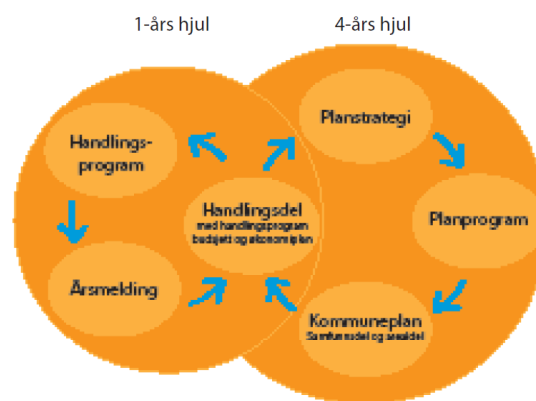 1-års hjul
4-års hjul
Planstrategi
Handlings-
program
Handlingsdel
med handlingsprogram
budsjett og økonomiplan
Planprogram
Årsmelding
Kommuneplan
Samfunnsdel og arealdel